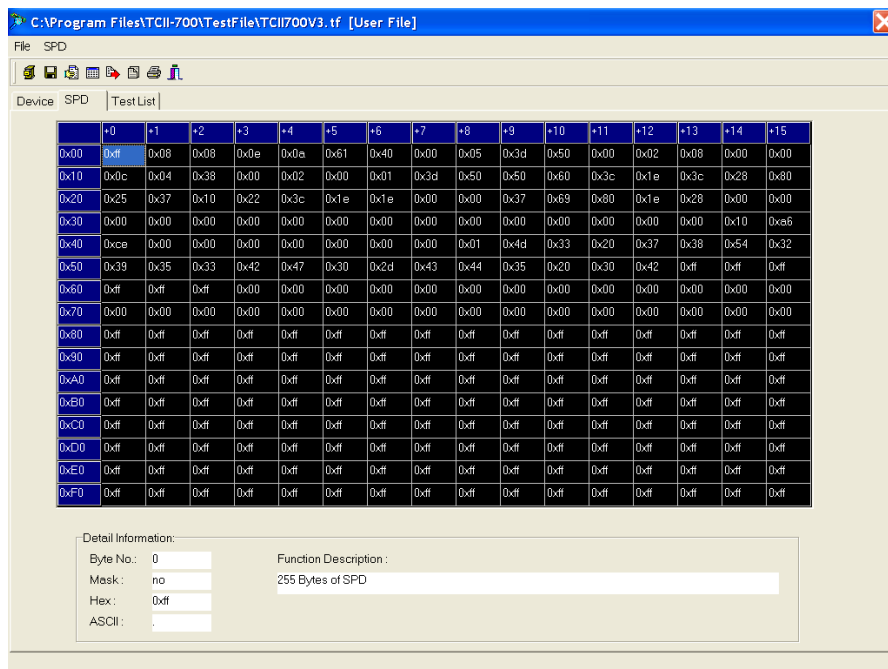 C:\Program Files\TCII-700\TestFile\TCII700V3.tf [User File]
File SPD
Device SPD Test List
+0 +1 +2 +3 +4 +5 +6 +7 +8 +9 +10 +11 +12 +13 +14 +15
0x00 0xff 0x08 0x08 0x0e 0x0a 0x61 0x40 0x00 0x05 0x3d 0x50 0x00 0x02 0x08 0x00 0x00
0x10 0x0c 0x04 0x38 0x00 0x02 0x00 0x01 0x3d 0x50 0x50 0x60 0x3c 0x1e 0x3c 0x28 0x80
0x20 0x25 0x37 0x10 0x22 0x3c 0x1e 0x1e 0x00 0x00 0x37 0x69 0x80 0x1e 0x28 0x00 0x00
0x30 0x00 0x00 0x00 0x00 0x00 0x00 0x00 0x00 0x00 0x00 0x00 0x00 0x00 0x00 0x10 0xa6
0x40 0xce 0x00 0x00 0x00 0x00 0x00 0x00 0x00 0x01 0x4d 0x33 0x20 0x37 0x38 0x54 0x32
0x50 0x39 0x35 0x33 0x42 0x47 0x30 0x2d 0x43 0x44 0x35 0x20 0x30 0x42 0xff 0xff 0xff
0x60 0xff 0xff 0xff 0x00 0x00 0x00 0x00 0x00 0x00 0x00 0x00 0x00 0x00 0x00 0x00 0x00
0x70 0x00 0x00 0x00 0x00 0x00 0x00 0x00 0x00 0x00 0x00 0x00 0x00 0x00 0x00 0x00 0x00
0x80 0xff 0xff 0xff 0xff 0xff 0xff 0xff 0xff 0xff 0xff 0xff 0xff 0xff 0xff 0xff 0xff
0x90 0xff 0xff 0xff 0xff 0xff 0xff 0xff 0xff 0xff 0xff 0xff 0xff 0xff 0xff 0xff 0xff
0xA0 0xff 0xff 0xff 0xff 0xff 0xff 0xff 0xff 0xff 0xff 0xff 0xff 0xff 0xff 0xff 0xff
0xB0 0xff 0xff 0xff 0xff 0xff 0xff 0xff 0xff 0xff 0xff 0xff 0xff 0xff 0xff 0xff 0xff
0xC0 0xff 0xff 0xff 0xff 0xff 0xff 0xff 0xff 0xff 0xff 0xff 0xff 0xff 0xff 0xff 0xff
0xD0 0xff 0xff 0xff 0xff 0xff 0xff 0xff 0xff 0xff 0xff 0xff 0xff 0xff 0xff 0xff 0xff
0xE0 0xff 0xff 0xff 0xff 0xff 0xff 0xff 0xff 0xff 0xff 0xff 0xff 0xff 0xff 0xff 0xff
0xF0 0xff 0xff 0xff 0xff 0xff 0xff 0xff 0xff 0xff 0xff 0xff 0xff 0xff 0xff 0xff 0xff
Detail Information:
Byte No.: 0 Function Description :
Mask : no 255 Bytes of SPD
Hex : 0xff
ASCII : .